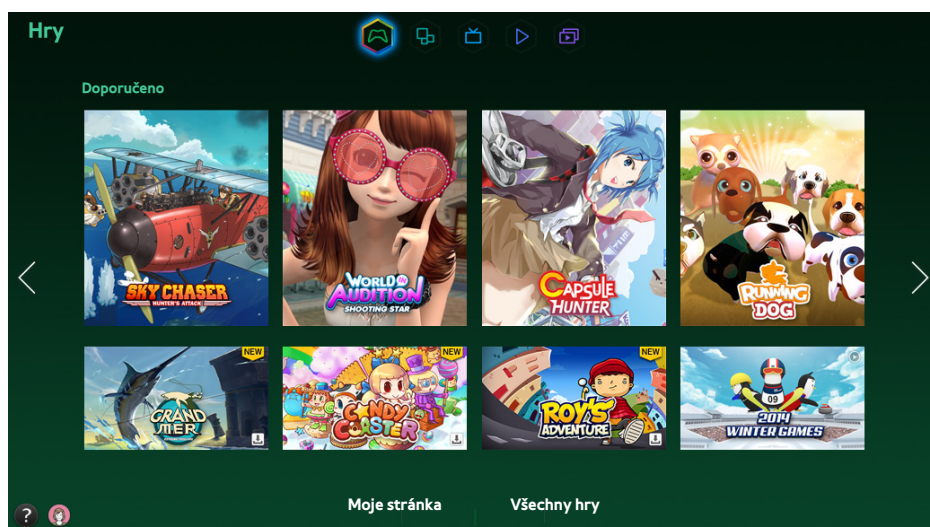 Hry
Doporučeno
SKY CHASER
HUNTER'S ATTACK
WORLD IN
AUDITION
SHOOTING STAR
CAPSULE
HUNTER
RUNNING
DOG
NEW
GRAND
MER
NEW
CANDY
COASTER
NEW
ROY'S
ADVENTURE
09
2014
WINTER GAMES
Moje stránka
Všechny hry
?